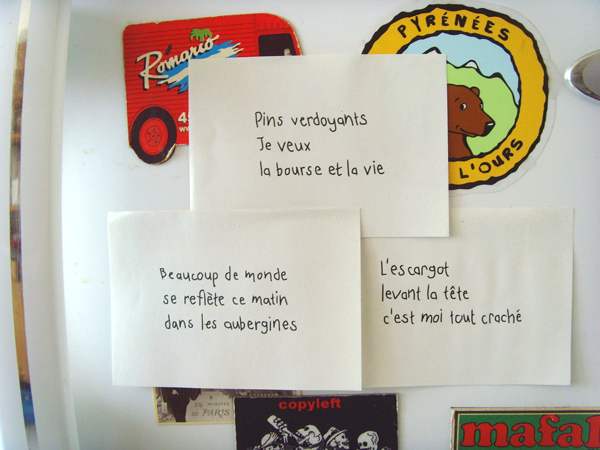 Romario
PYRÉNÉES
L'OURS
Pins verdoyants
Je veux
la bourse et la vie
Beaucoup de monde
se reflète ce matin
dans les aubergines
L'escargot
levant la tête
c'est moi tout craché
PARIS
copyleft
mafal